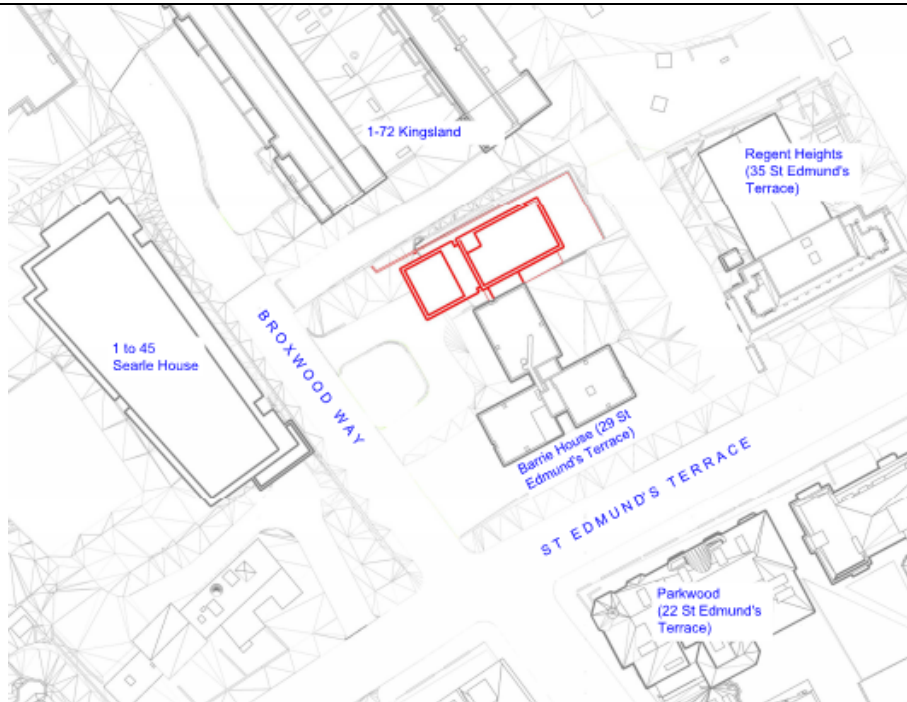 1-72 Kingsland
Regent Heights
(35 St Edmund's
Terrace)
1 to 45
Searle House
BROXWOOD WAY
Barrie House (29 St
Edmund's Terrace)
ST EDMUND'S TERRACE
Parkwood
(22 St Edmund's
Terrace)